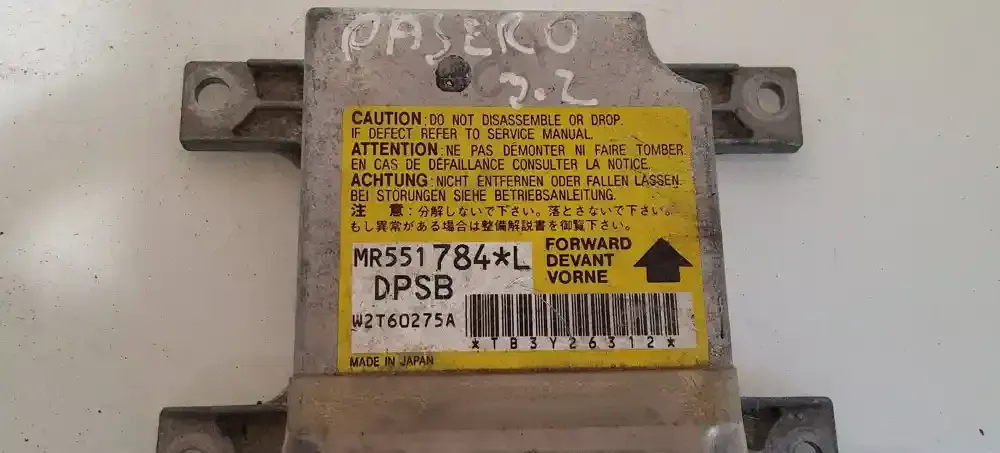 PAJERO
3.2
CAUTION: DO NOT DISASSEMBLE OR DROP.
IF DEFECT REFER TO SERVICE MANUAL.
ATTENTION: NE PAS DÉMONTER NI FAIRE TOMBER.
EN CAS DE DÉFAILLANCE CONSULTER LA NOTICE.
ACHTUNG: NICHT ENTFERNEN ODER FALLEN LASSEN.
BEI STÖRUNGEN SIEHE BETRIEBSANLEITUNG.
注 意:分解しないで下さい。落とさないで下さい。
もし異常がある場合は整備解説書を御覧下さい。
MR551784*L
DPSB
FORWARD
DEVANT
VORNE
W2T60275A
*TB3Y26312*
MADE IN JAPAN